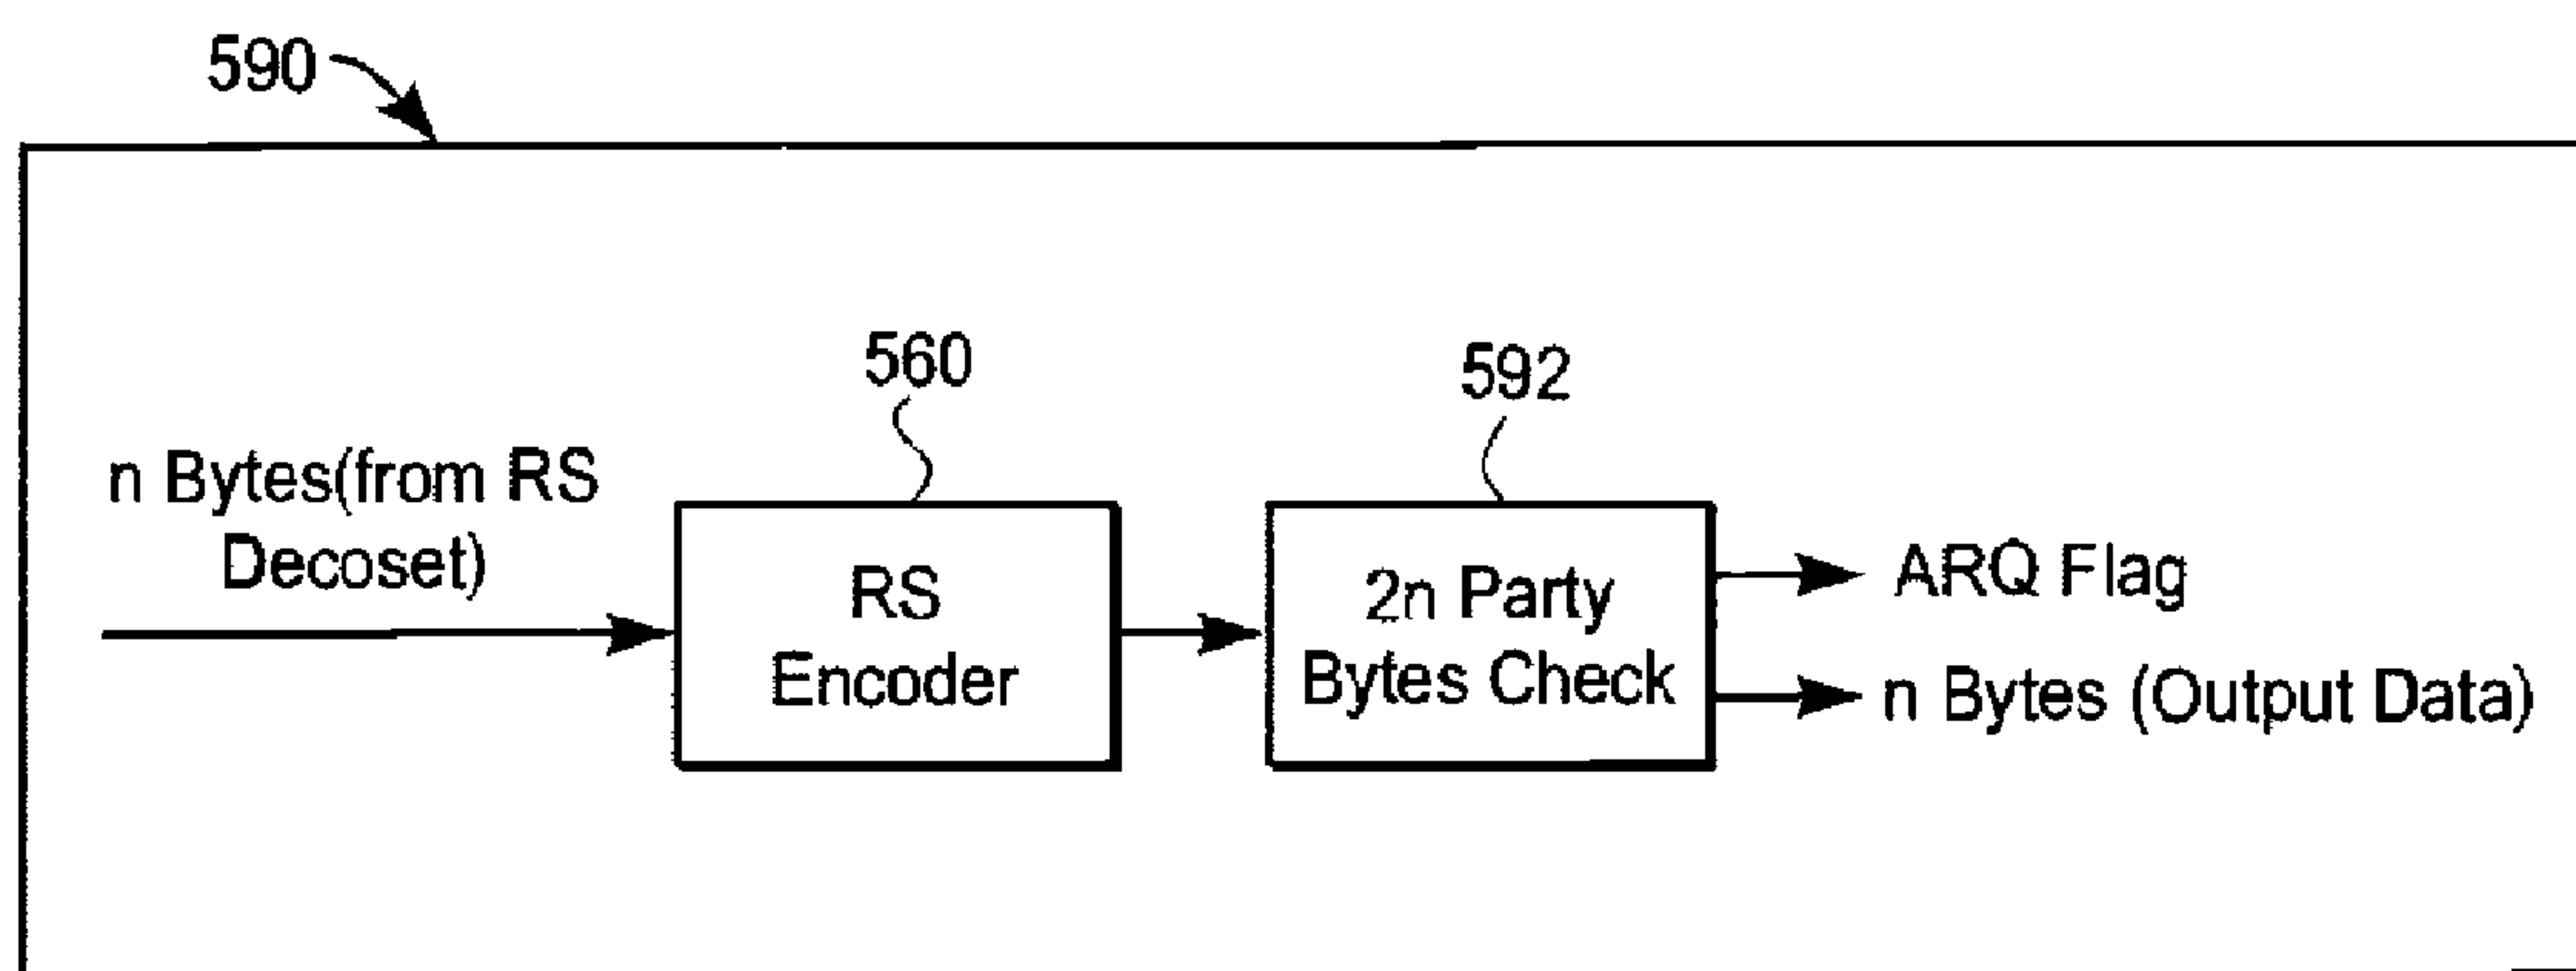 590
560
592
n Bytes(from RS
Decoset)
RS
Encoder
2n Party
Bytes Check
ARQ Flag
n Bytes (Output Data)